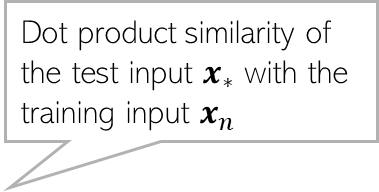 Dot product similarity of
the test input 𝒙∗ with the
training input 𝒙𝑛